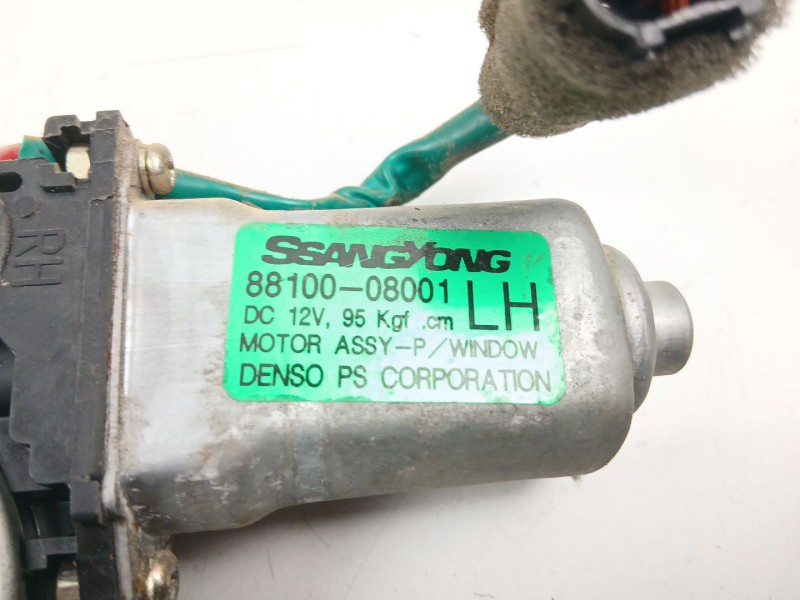 SSANGYONG
88100-08001 LH
DC 12V, 95 Kgf .cm
MOTOR ASSY-P/WINDOW
DENSO PS CORPORATION
RH